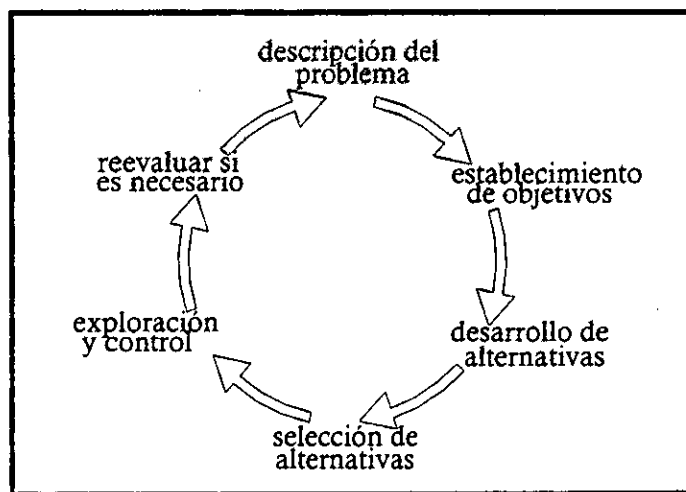 descripción del
problema
establecimiento
de objetivos
desarrollo de
alternativas
selección de
alternativas
exploración
y control
reevaluar si
es necesario